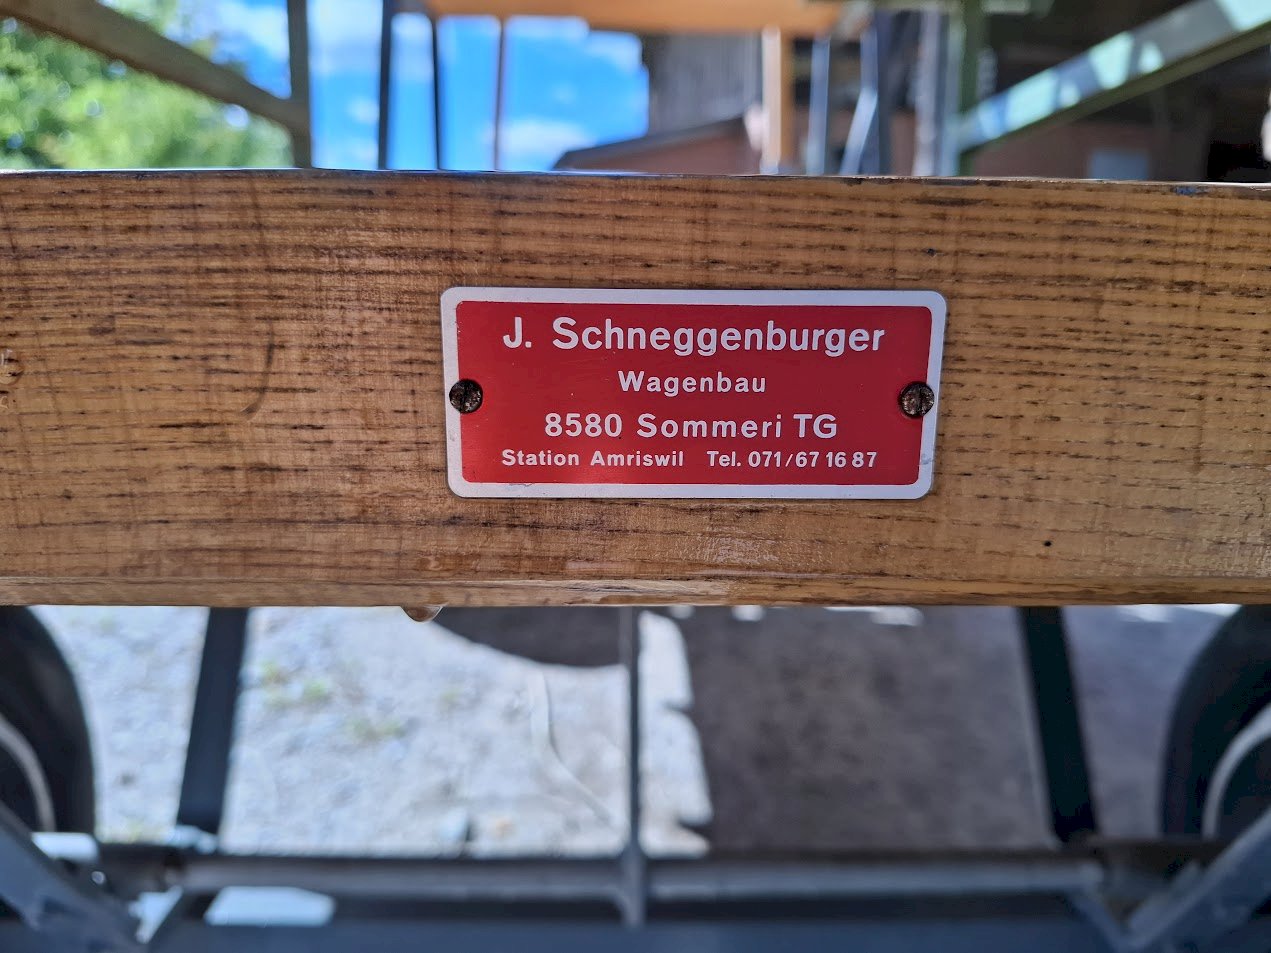 J. Schneggenburger
Wagenbau
8580 Sommeri TG
Station Amriswil Tel. 071/67 16 87